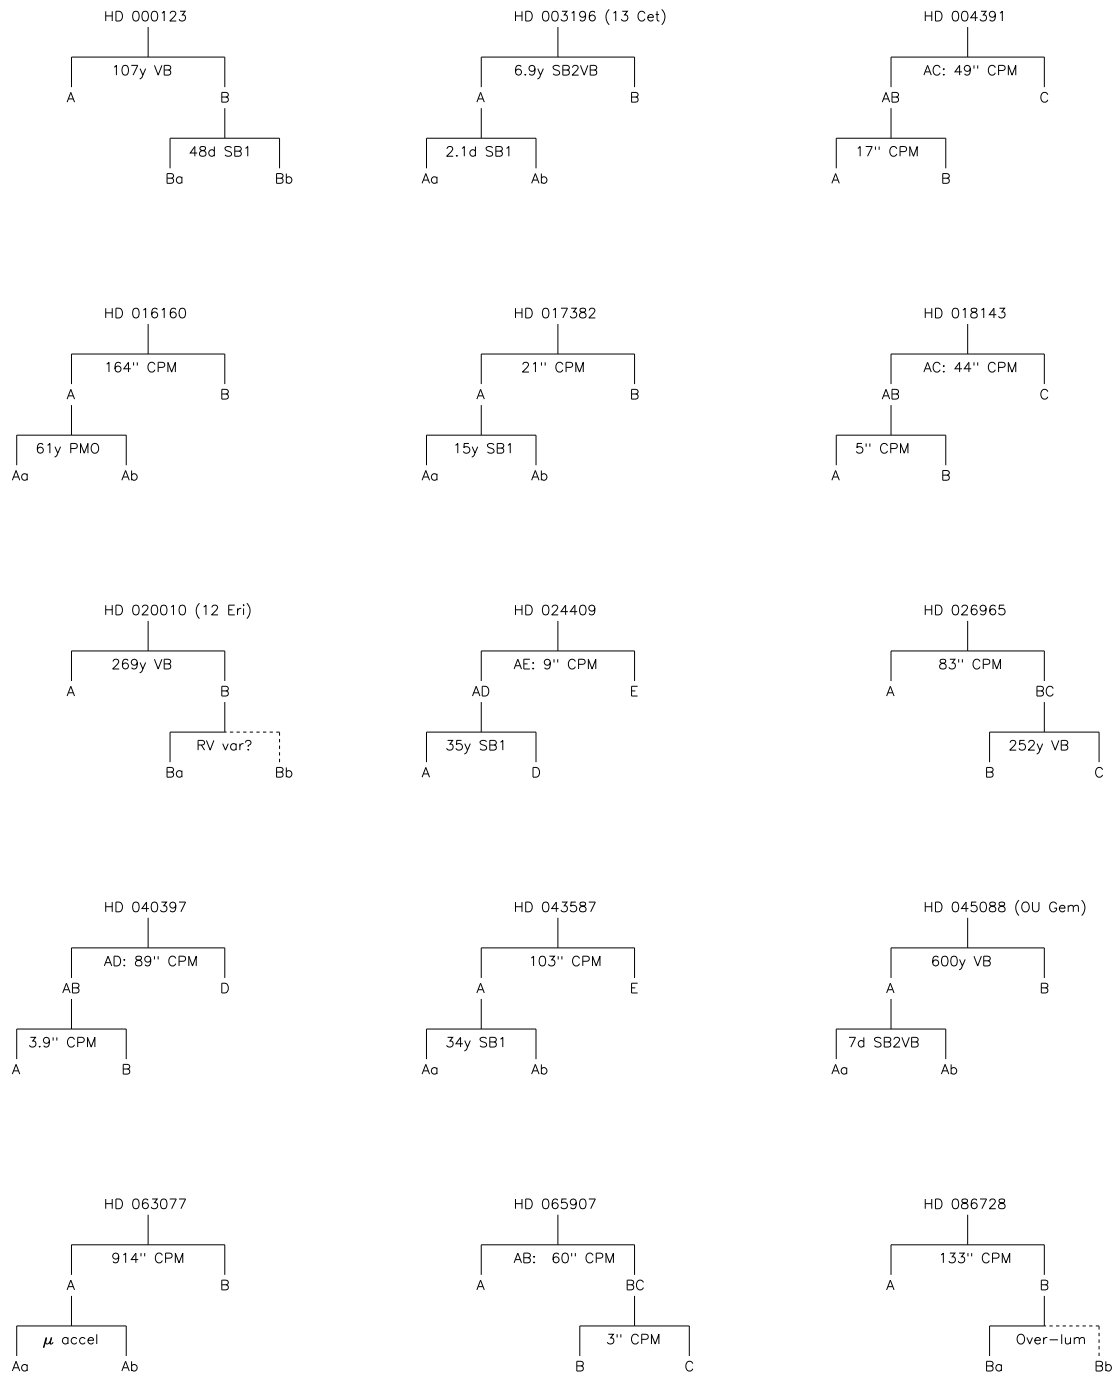 HD 000123
107y VB
A B
48d SB1
Ba Bb
HD 003196 (13 Cet)
6.9y SB2VB
A B
2.1d SB1
Aa Ab
HD 004391
AC: 49" CPM
AB C
17" CPM
A B
HD 016160
164" CPM
A B
61y PMO
Aa Ab
HD 017382
21" CPM
A B
15y SB1
Aa Ab
HD 018143
AC: 44" CPM
AB C
5" CPM
A B
HD 020010 (12 Eri)
269y VB
A B
RV var?
Ba Bb
HD 024409
AE: 9" CPM
AD E
35y SB1
A D
HD 026965
83" CPM
A BC
252y VB
B C
HD 040397
AD: 89" CPM
AB D
3.9" CPM
A B
HD 043587
103" CPM
A E
34y SB1
Aa Ab
HD 045088 (OU Gem)
600y VB
A B
7d SB2VB
Aa Ab
HD 063077
914" CPM
A B
μ accel
Aa Ab
HD 065907
AB: 60" CPM
A BC
3" CPM
B C
HD 086728
133" CPM
A B
Over-lum
Ba Bb